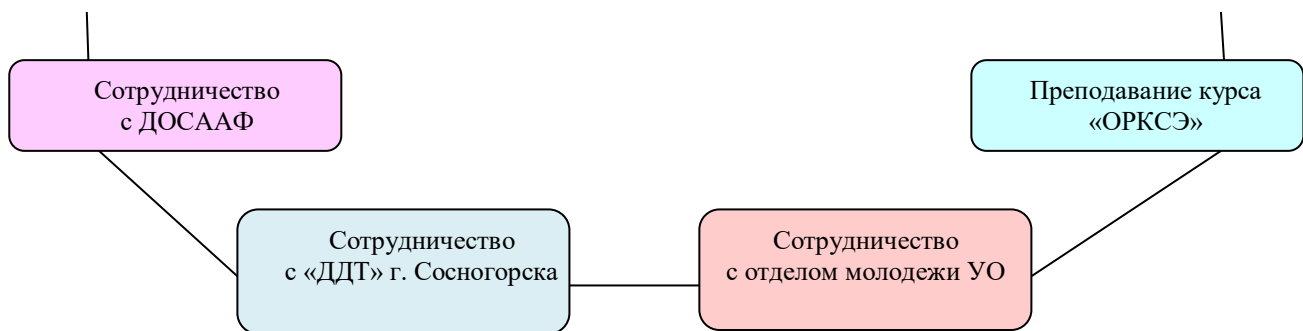 Сотрудничество
с ДОСААФ
Преподавание курса
«ОРКСЭ»
Сотрудничество
с «ДДТ» г. Сосногорска
Сотрудничество
с отделом молодежи УО